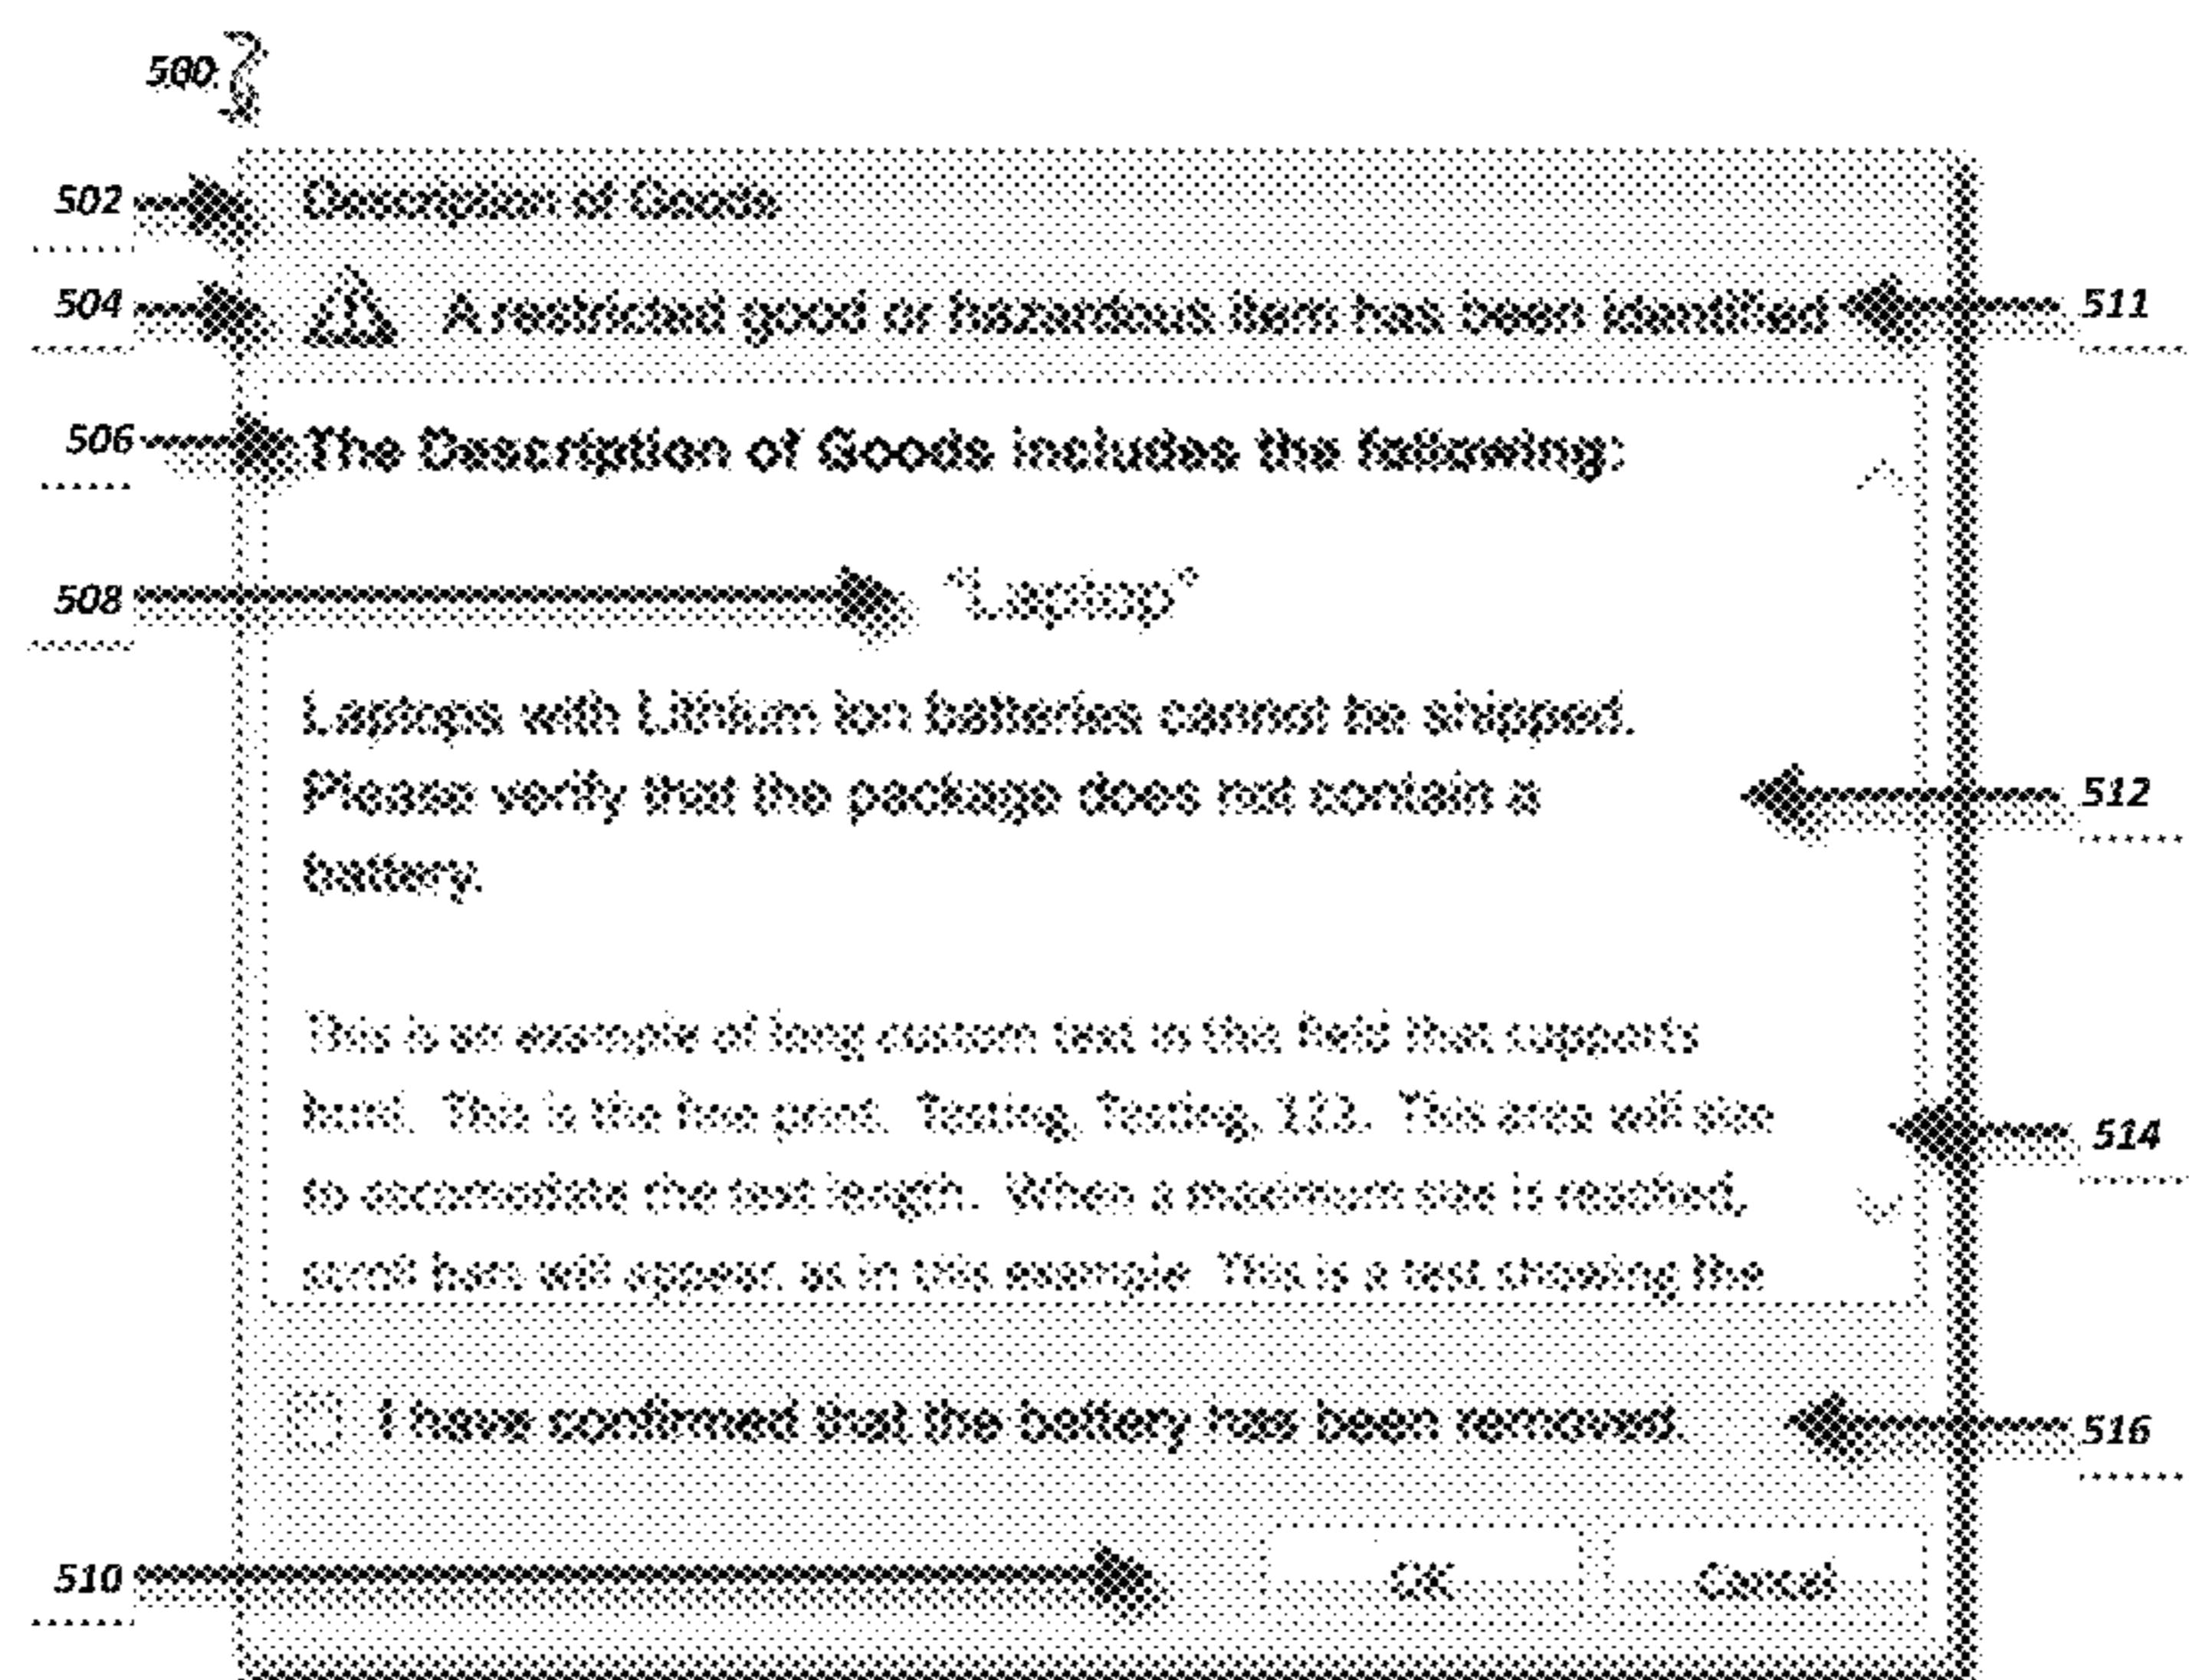 500
502 Description of Goods
504 A restricted good or hazardous item has been identified 511
506 The Description of Goods includes the following:
508 "Laptop"
Laptops with Lithium Ion batteries cannot be shipped.
Please verify that the package does not contain a 512
battery.
This is an example of long custom text in the field that supports
html. This is the fine print. Testing, Testing, 123. This area will size 514
to accomodate the text length. When a maximum size is reached,
scroll bars will appear as in this example. This is a test showing the
I have confirmed that the battery has been removed. 516
510 OK Cancel